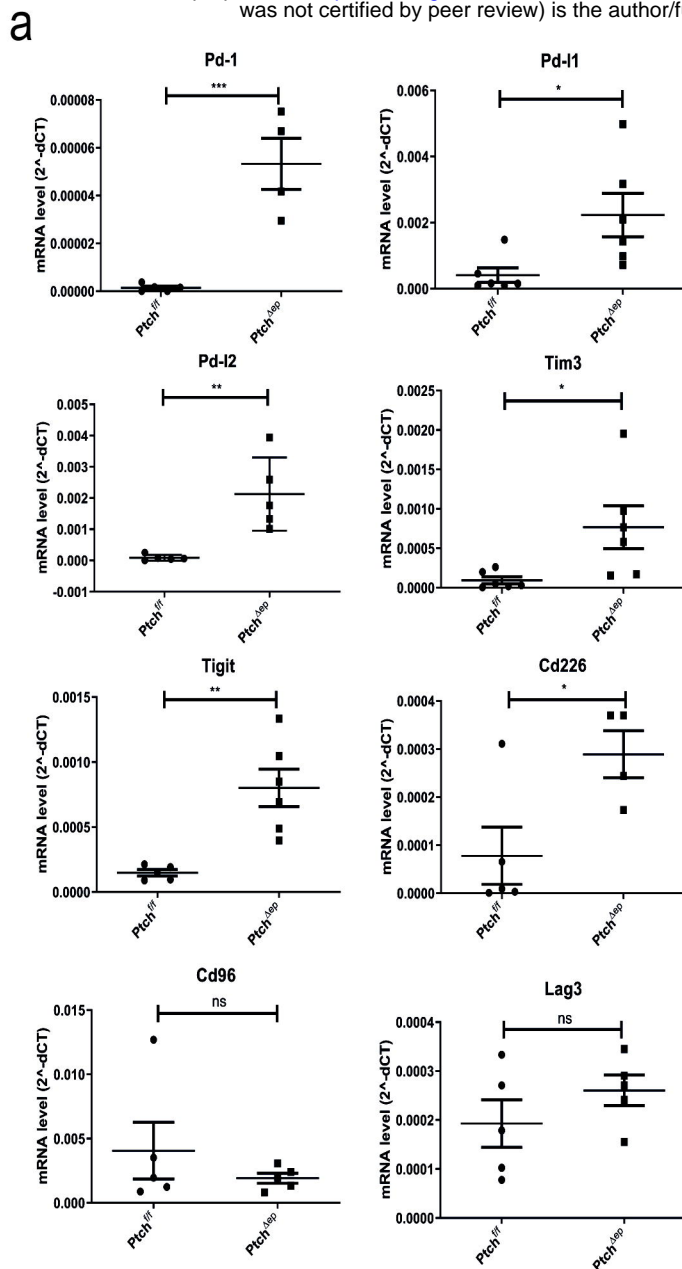 was not certified by peer review) is the author/f
a
Pd-1
***
mRNA level (2^-dCT)
0.00008
0.00006
0.00004
0.00002
0.00000
Ptch^f/f
Ptch^Δep
Pd-l1
*
mRNA level (2^-dCT)
0.006
0.004
0.002
0.000
Ptch^f/f
Ptch^Δep
Pd-l2
**
mRNA level (2^-dCT)
0.005
0.004
0.003
0.002
0.001
0.000
-0.001
Ptch^f/f
Ptch^Δep
Tim3
*
mRNA level (2^-dCT)
0.0025
0.0020
0.0015
0.0010
0.0005
0.0000
Ptch^f/f
Ptch^Δep
Tigit
**
mRNA level (2^-dCT)
0.0015
0.0010
0.0005
0.0000
Ptch^f/f
Ptch^Δep
Cd226
*
mRNA level (2^-dCT)
0.0004
0.0003
0.0002
0.0001
0.0000
Ptch^f/f
Ptch^Δep
Cd96
ns
mRNA level (2^-dCT)
0.015
0.010
0.005
0.000
Ptch^f/f
Ptch^Δep
Lag3
ns
mRNA level (2^-dCT)
0.0004
0.0003
0.0002
0.0001
0.0000
Ptch^f/f
Ptch^Δep